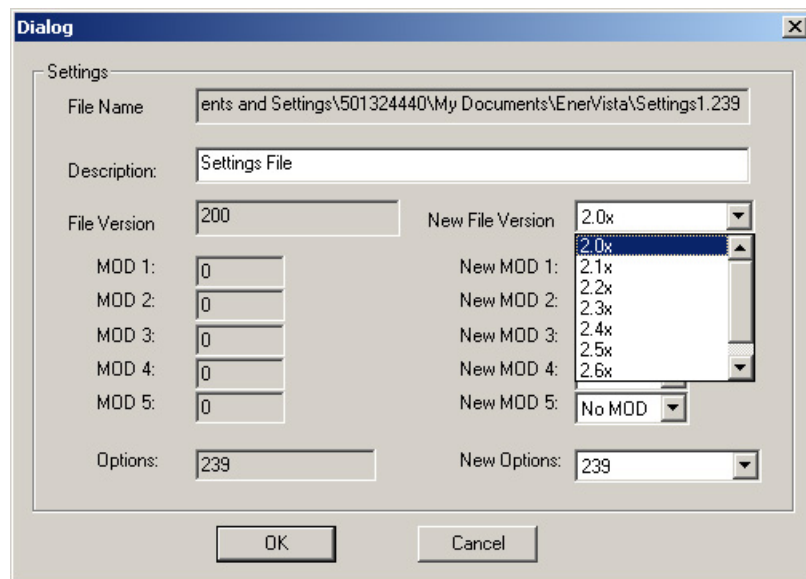 Dialog
Settings
File Name ents and Settings\501324440\My Documents\EnerVista\Settings1.239
Description: Settings File
File Version 200 New File Version 2.0x
2.0x
MOD 1: 0 New MOD 1: 2.1x
2.2x
MOD 2: 0 New MOD 2: 2.3x
MOD 3: 0 New MOD 3: 2.4x
2.5x
MOD 4: 0 New MOD 4: 2.6x
MOD 5: 0 New MOD 5: No MOD
Options: 239 New Options: 239
OK Cancel